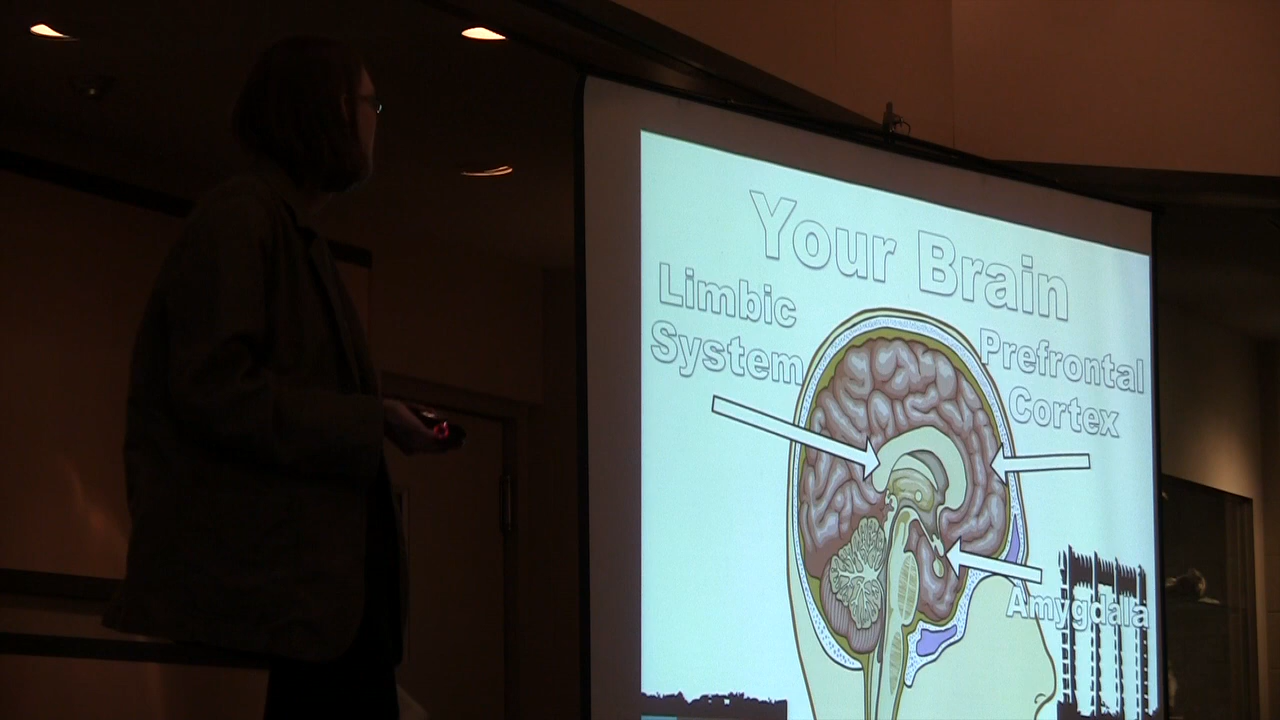 Your Brain
Limbic
System
Prefrontal
Cortex
Amygdala